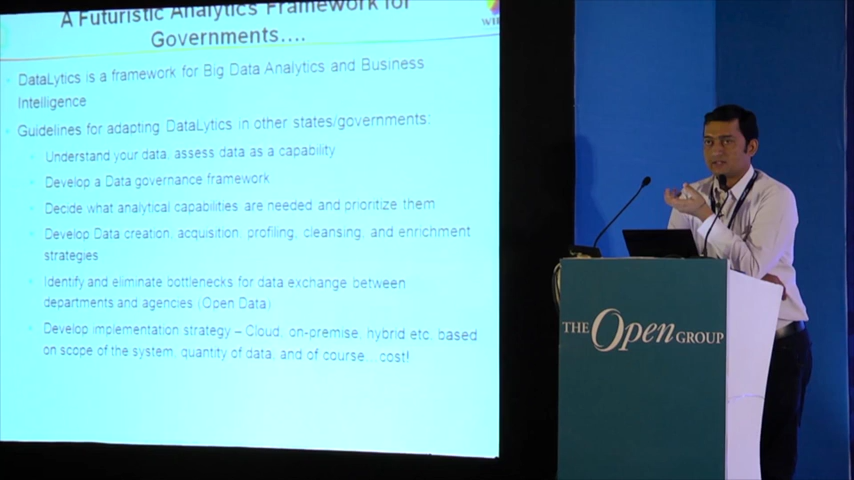 A Futuristic Analytics Framework for
Governments....
DataLytics is a framework for Big Data Analytics and Business
Intelligence
Guidelines for adapting DataLytics in other states/governments:
Understand your data, assess data as a capability
Develop a Data governance framework
Decide what analytical capabilities are needed and prioritize them
Develop Data creation, acquisition, profiling, cleansing, and enrichment
strategies
Identify and eliminate bottlenecks for data exchange between
departments and agencies (Open Data)
Develop implementation strategy – Cloud, on-premise, hybrid etc, based
on scope of the system, quantity of data, and of course...cost!
THE Open GROUP